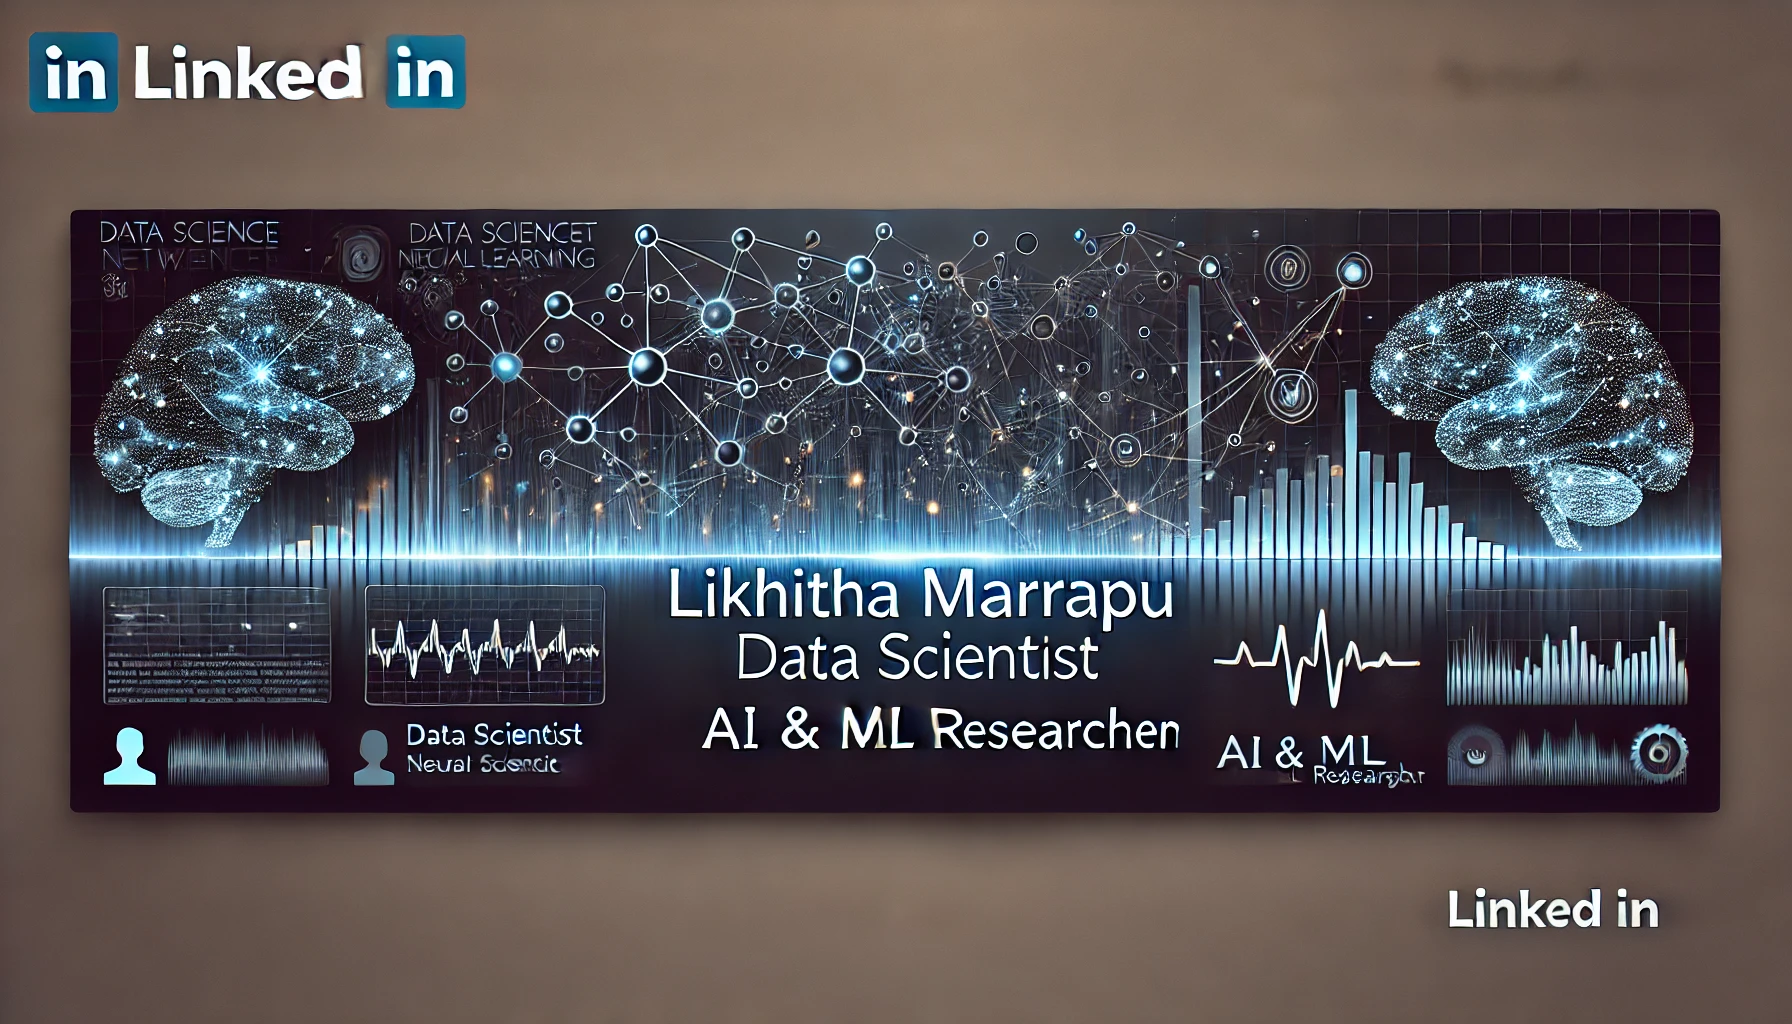 in Linked in
DATA SCIENCE
DATA SCIENCET
LEARNING
Likhitha Marrapu
Data Scientist
AI & ML Researchen
Data Scientist
AI & ML
Linked in